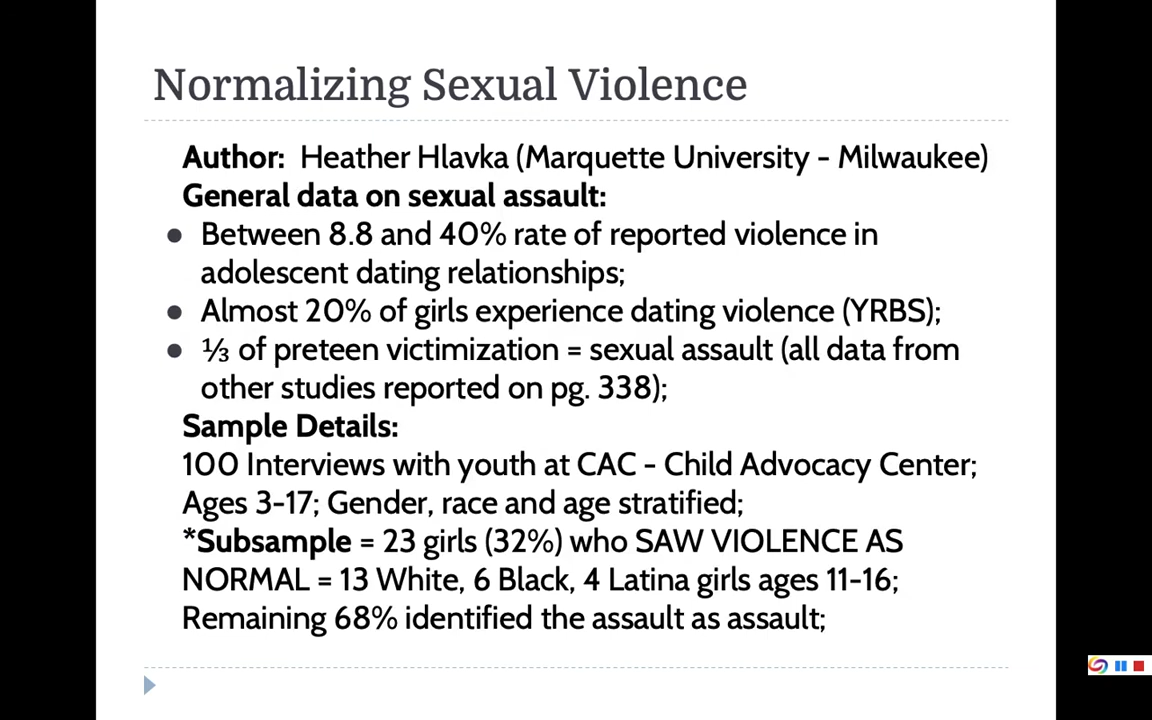 Normalizing Sexual Violence
Author: Heather Hlavka (Marquette University - Milwaukee)
General data on sexual assault:
● Between 8.8 and 40% rate of reported violence in
adolescent dating relationships;
● Almost 20% of girls experience dating violence (YRBS);
● ⅓ of preteen victimization = sexual assault (all data from
other studies reported on pg. 338);
Sample Details:
100 Interviews with youth at CAC - Child Advocacy Center;
Ages 3-17; Gender, race and age stratified;
*Subsample = 23 girls (32%) who SAW VIOLENCE AS
NORMAL = 13 White, 6 Black, 4 Latina girls ages 11-16;
Remaining 68% identified the assault as assault;